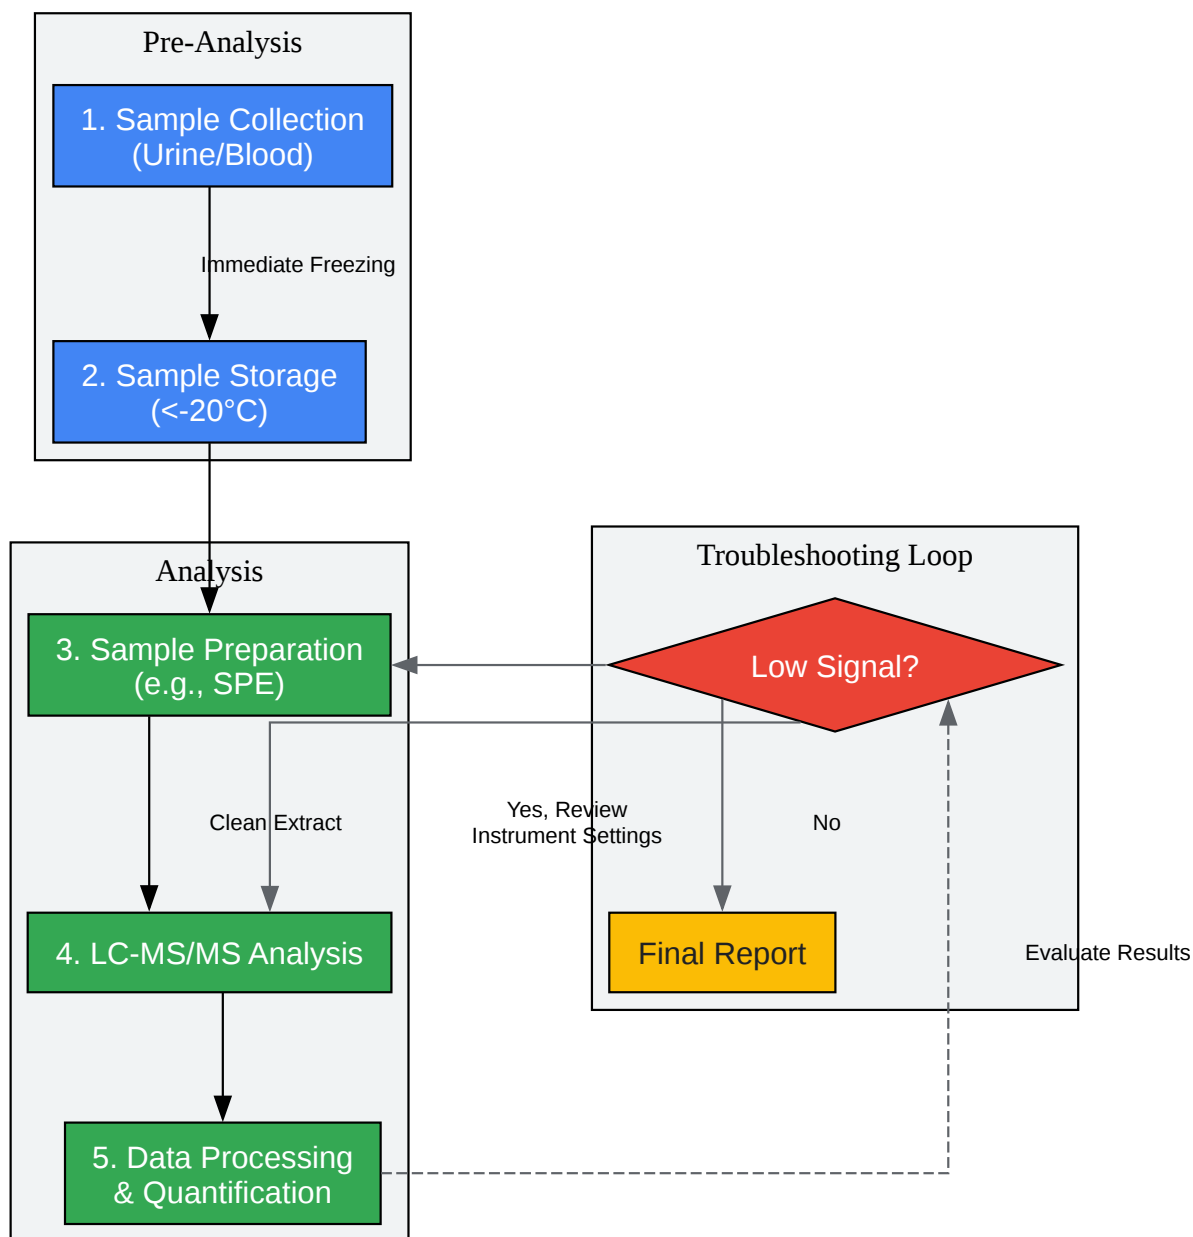 Pre-Analysis
1. Sample Collection
(Urine/Blood)
Immediate Freezing
2. Sample Storage
(<-20°C)
Analysis
3. Sample Preparation
(e.g., SPE)
Clean Extract
4. LC-MS/MS Analysis
5. Data Processing
& Quantification
Troubleshooting Loop
Low Signal?
Yes, Review
Instrument Settings
No
Final Report
Evaluate Results